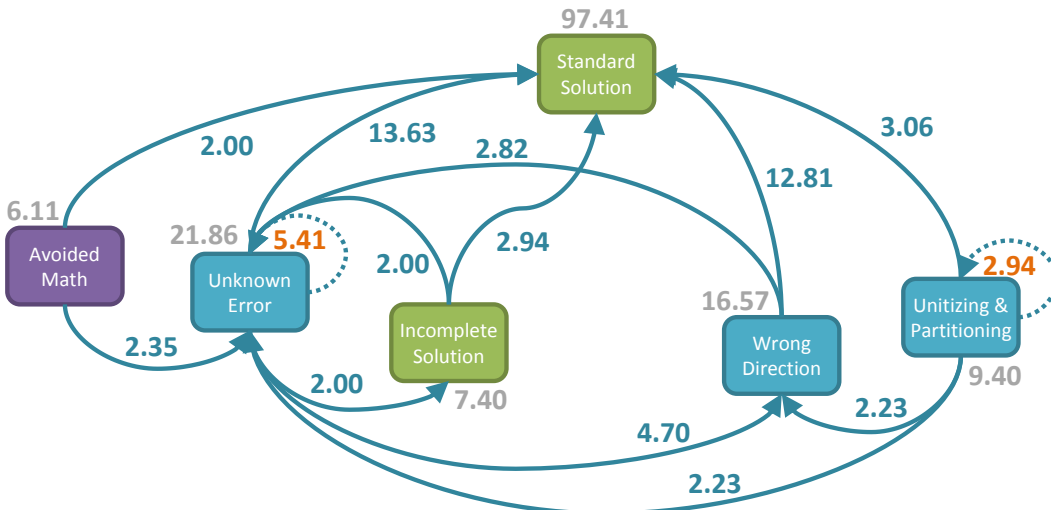 97.41
Standard
Solution
2.00
13.63
2.82
3.06
12.81
6.11
Avoided
Math
21.86
5.41
Unknown
Error
2.00
2.94
16.57
2.94
Incomplete
Solution
Wrong
Direction
Unitizing &
Partitioning
2.35
2.00
7.40
9.40
2.23
4.70
2.23